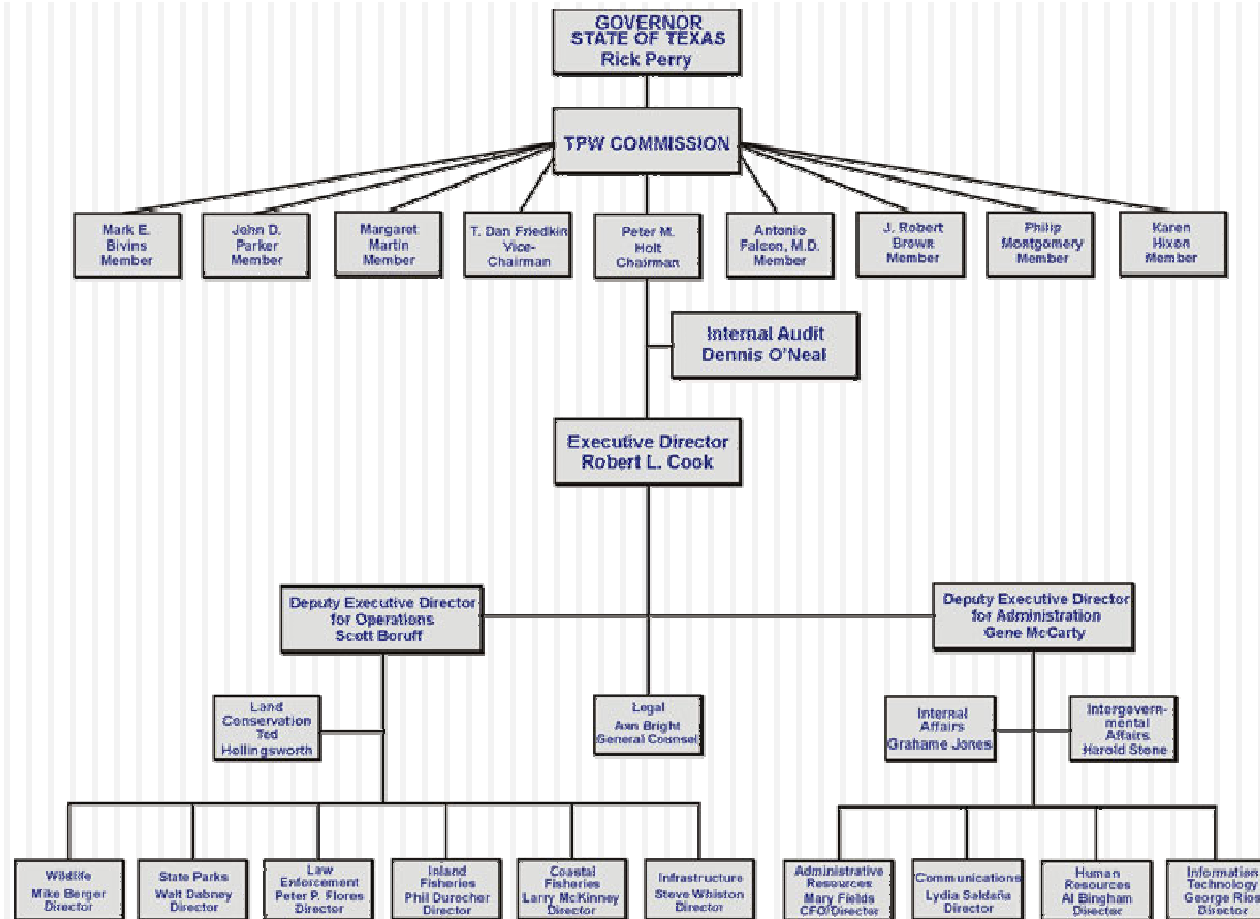 GOVERNOR
STATE OF TEXAS
Rick Perry
TPW COMMISSION
Mark E.
Bivins
Member
John D.
Parker
Member
Margaret
Martin
Member
T. Dan Friedkin
Vice-
Chairman
Peter M.
Holt
Chairman
Antonio
Falcon, M.D.
Member
J. Robert
Brown
Member
Philip
Montgomery
Member
Karen
Hixon
Member
Internal Audit
Dennis O'Neal
Executive Director
Robert L. Cook
Deputy Executive Director
for Operations
Scott Boruff
Deputy Executive Director
for Administration
Gene McCarty
Land
Conservation
Ted
Hollingsworth
Legal
Ann Bright
General Counsel
Internal
Affairs
Grahame Jones
Intergovern-
mental
Affairs
Harold Stone
Wildlife
Mike Berger
Director
State Parks
Walt Dabney
Director
Law
Enforcement
Peter P. Flores
Director
Inland
Fisheries
Phil Durocher
Director
Coastal
Fisheries
Larry McKinney
Director
Infrastructure
Steve Whiston
Director
Administrative
Resources
Mary Fields
CFO/Director
Communications
Lydia Saldaña
Director
Human
Resources
Al Bingham
Director
Information
Technology
George Rios
Director